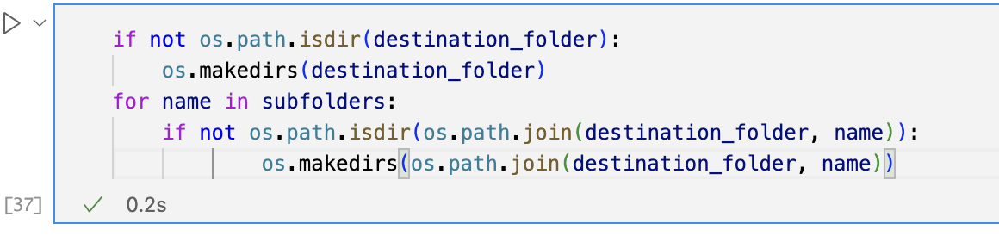 if not os.path.isdir(destination_folder):
    os.makedirs(destination_folder)
for name in subfolders:
    if not os.path.isdir(os.path.join(destination_folder, name)):
            os.makedirs(os.path.join(destination_folder, name))
[37] 0.2s